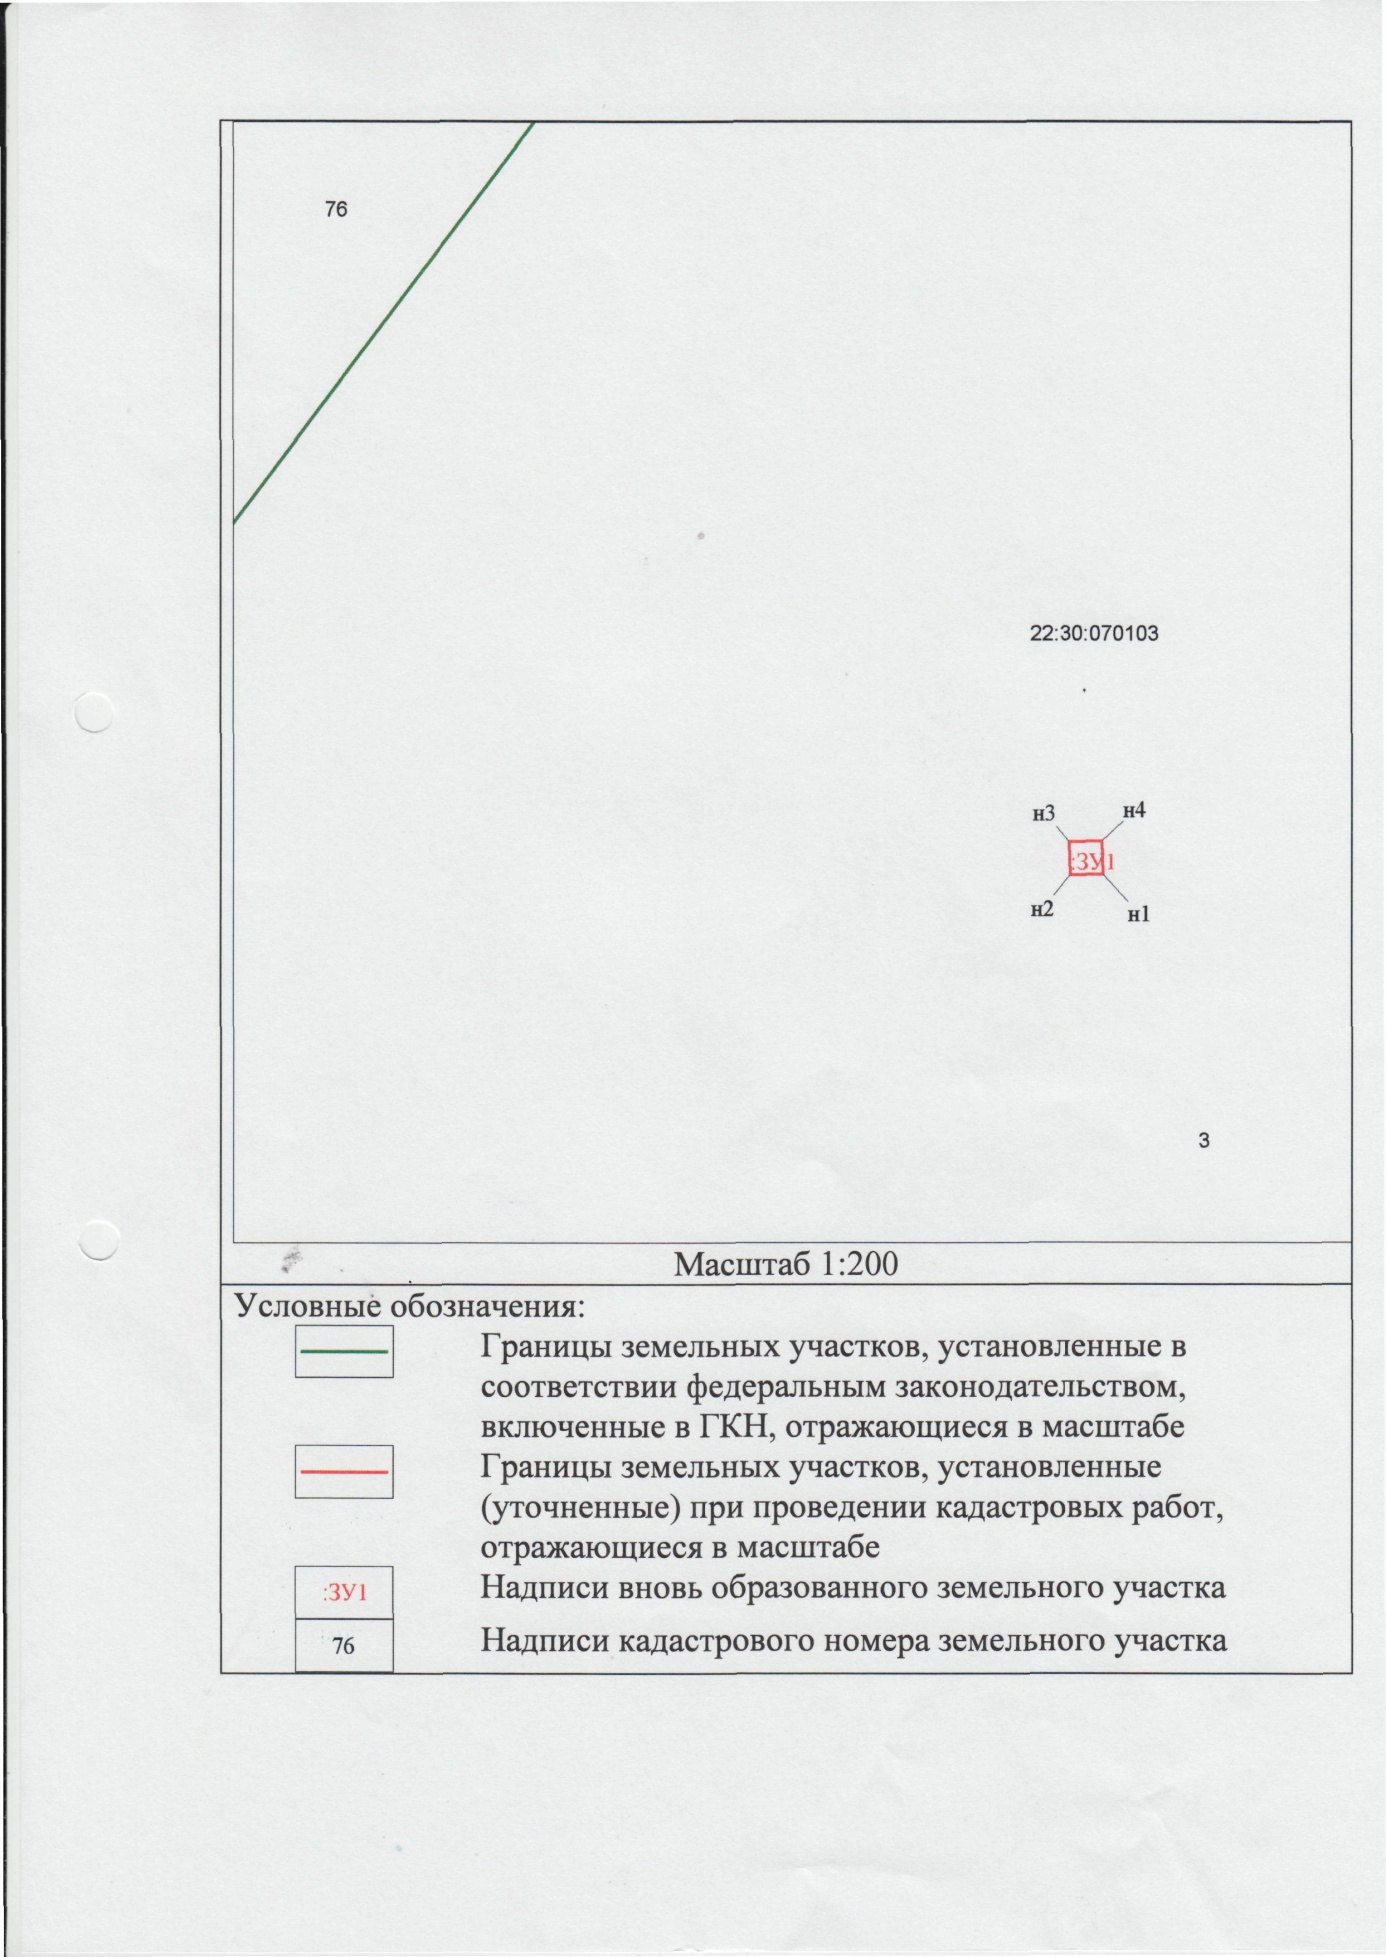 76
22:30:070103
н3
н4
:ЗУ1
н2
н1
3
Масштаб 1:200
Условные обозначения:
Границы земельных участков, установленные в
соответствии федеральным законодательством,
включенные в ГКН, отражающиеся в масштабе
Границы земельных участков, установленные
(уточненные) при проведении кадастровых работ,
отражающиеся в масштабе
:ЗУ1
Надписи вновь образованного земельного участка
76
Надписи кадастрового номера земельного участка